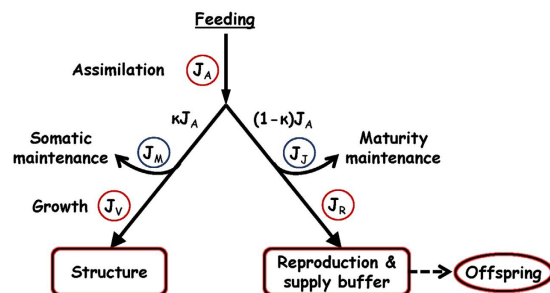 Feeding
Assimilation
J_A
κJ_A
(1-κ)J_A
Somatic
maintenance
J_M
J_J
Maturity
maintenance
Growth
J_V
J_R
Structure
Reproduction &
supply buffer
Offspring